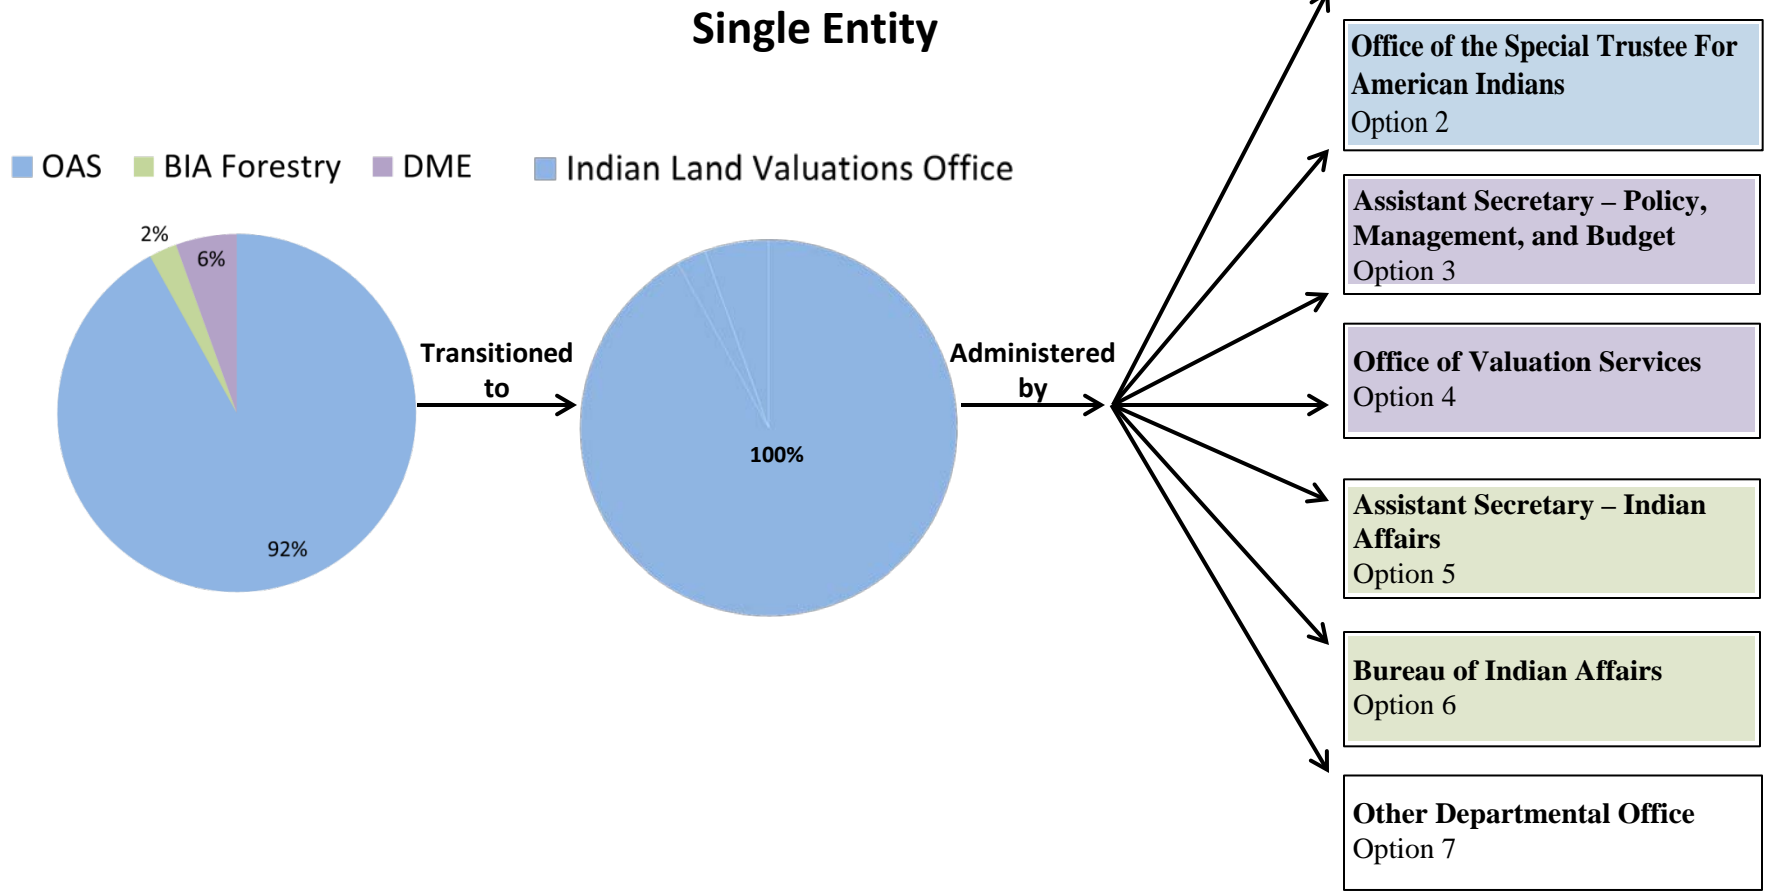 Single Entity
OAS
BIA Forestry
DME
Indian Land Valuations Office
2%
6%
92%
Transitioned
to
100%
Administered
by
Office of the Special Trustee For
American Indians
Option 2
Assistant Secretary – Policy,
Management, and Budget
Option 3
Office of Valuation Services
Option 4
Assistant Secretary – Indian
Affairs
Option 5
Bureau of Indian Affairs
Option 6
Other Departmental Office
Option 7